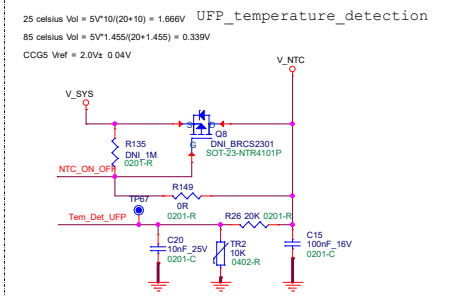 25 celsius Vol = 5V*10/(20+10) = 1.666V UFP_temperature_detection
85 celsius Vol = 5V*1.455/(20+1.455) = 0.339V
CCG5 Vref = 2.0V± 0.04V
V_NTC
V_SYS
S D
Q8
R135 DNI_BRCS2301
DNI_1M G SOT-23-NTR4101P
0201-R
NTC_ON_OFF
R149
TP67 0R
0201-R
Tem_Det_UFP R26 20K 0201-R
C20 TR2 C15
10nF_25V 10K 100nF_16V
0201-C 0402-R 0201-C